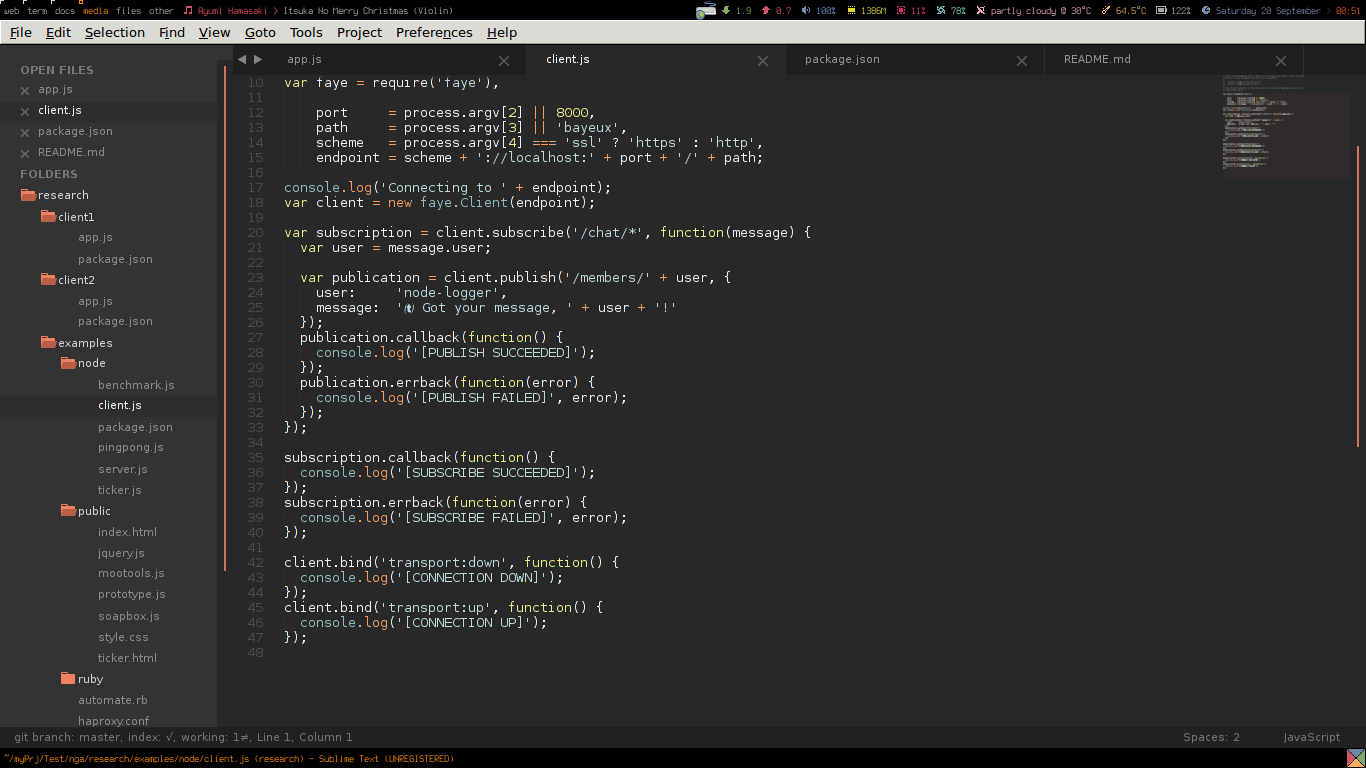 web term docs media files other Ayumi Hamasaki > Itsuka No Merry Christmas (Violin) 1.9 0.7 100% 1386M 11% 78% partly cloudy @ 30°C 64.5°C 122% Saturday 20 September > 00:51
File Edit Selection Find View Goto Tools Project Preferences Help
OPEN FILES
app.js
client.js
package.json
README.md
FOLDERS
research
client1
app.js
package.json
client2
app.js
package.json
examples
node
benchmark.js
client.js
package.json
pingpong.js
server.js
ticker.js
public
index.html
jquery.js
mootools.js
prototype.js
soapbox.js
style.css
ticker.html
ruby
automate.rb
haproxy.conf
app.js client.js package.json README.md
10 var faye = require('faye'),
11
12 port = process.argv[2] || 8000,
13 path = process.argv[3] || 'bayeux',
14 scheme = process.argv[4] === 'ssl' ? 'https' : 'http',
15 endpoint = scheme + '://localhost:' + port + '/' + path;
16
17 console.log('Connecting to ' + endpoint);
18 var client = new faye.Client(endpoint);
19
20 var subscription = client.subscribe('/chat/*', function(message) {
21 var user = message.user;
22
23 var publication = client.publish('/members/' + user, {
24 user: 'node-logger',
25 message: ' Got your message, ' + user + '!'
26 });
27 publication.callback(function() {
28 console.log('[PUBLISH SUCCEEDED]');
29 });
30 publication.errback(function(error) {
31 console.log('[PUBLISH FAILED]', error);
32 });
33 });
34
35 subscription.callback(function() {
36 console.log('[SUBSCRIBE SUCCEEDED]');
37 });
38 subscription.errback(function(error) {
39 console.log('[SUBSCRIBE FAILED]', error);
40 });
41
42 client.bind('transport:down', function() {
43 console.log('[CONNECTION DOWN]');
44 });
45 client.bind('transport:up', function() {
46 console.log('[CONNECTION UP]');
47 });
48
git branch: master, index: √, working: 1≠, Line 1, Column 1 Spaces: 2 JavaScript
~/myPrj/Test/nga/research/examples/node/client.js (research) - Sublime Text (UNREGISTERED)